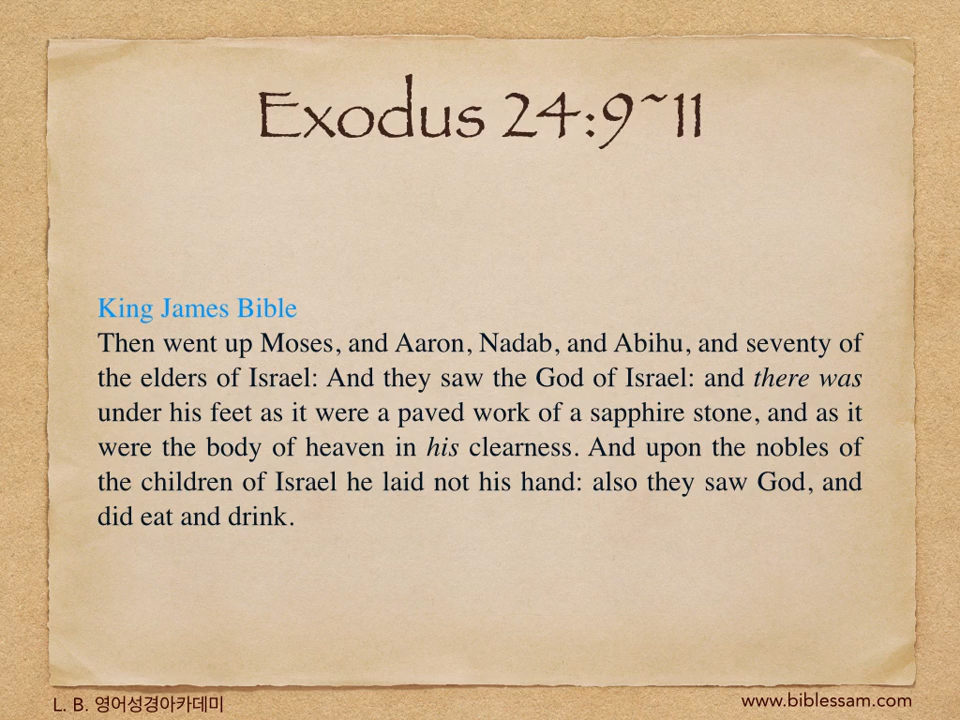 Exodus 24:9~11
King James Bible
Then went up Moses, and Aaron, Nadab, and Abihu, and seventy of
the elders of Israel: And they saw the God of Israel: and there was
under his feet as it were a paved work of a sapphire stone, and as it
were the body of heaven in his clearness. And upon the nobles of
the children of Israel he laid not his hand: also they saw God, and
did eat and drink.
L. B. 영어성경아카데미
www.biblessam.com